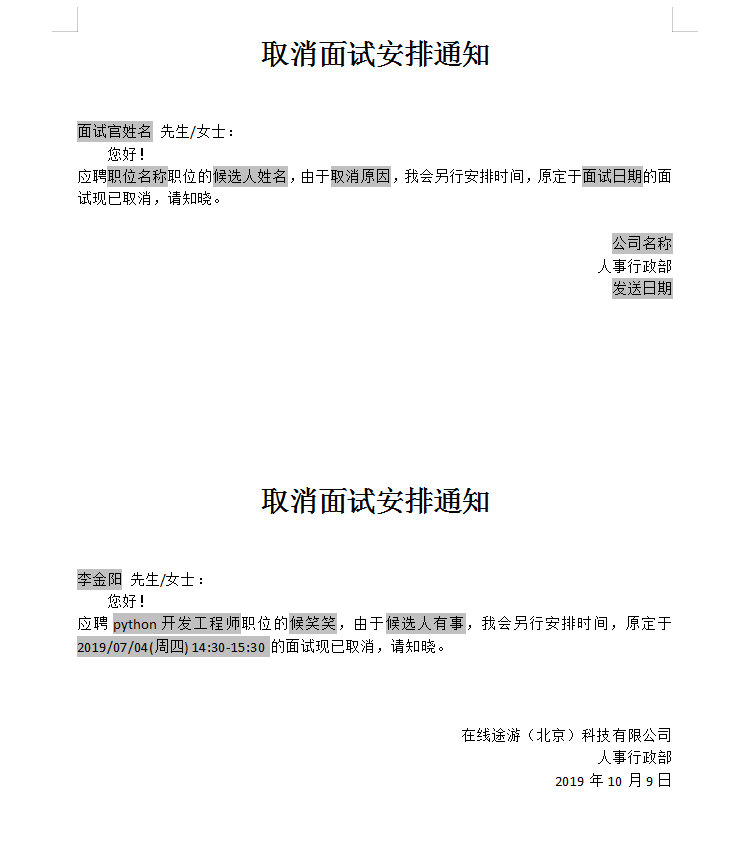 取消面试安排通知
面试官姓名 先生/女士：
您好！
应聘职位名称职位的候选人姓名，由于取消原因，我会另行安排时间，原定于面试日期的面
试现已取消，请知晓。
公司名称
人事行政部
发送日期
取消面试安排通知
李金阳 先生/女士：
您好！
应聘 python 开发工程师职位的候笑笑，由于候选人有事，我会另行安排时间，原定于
2019/07/04(周四) 14:30-15:30 的面试现已取消，请知晓。
在线途游（北京）科技有限公司
人事行政部
2019 年 10 月 9 日